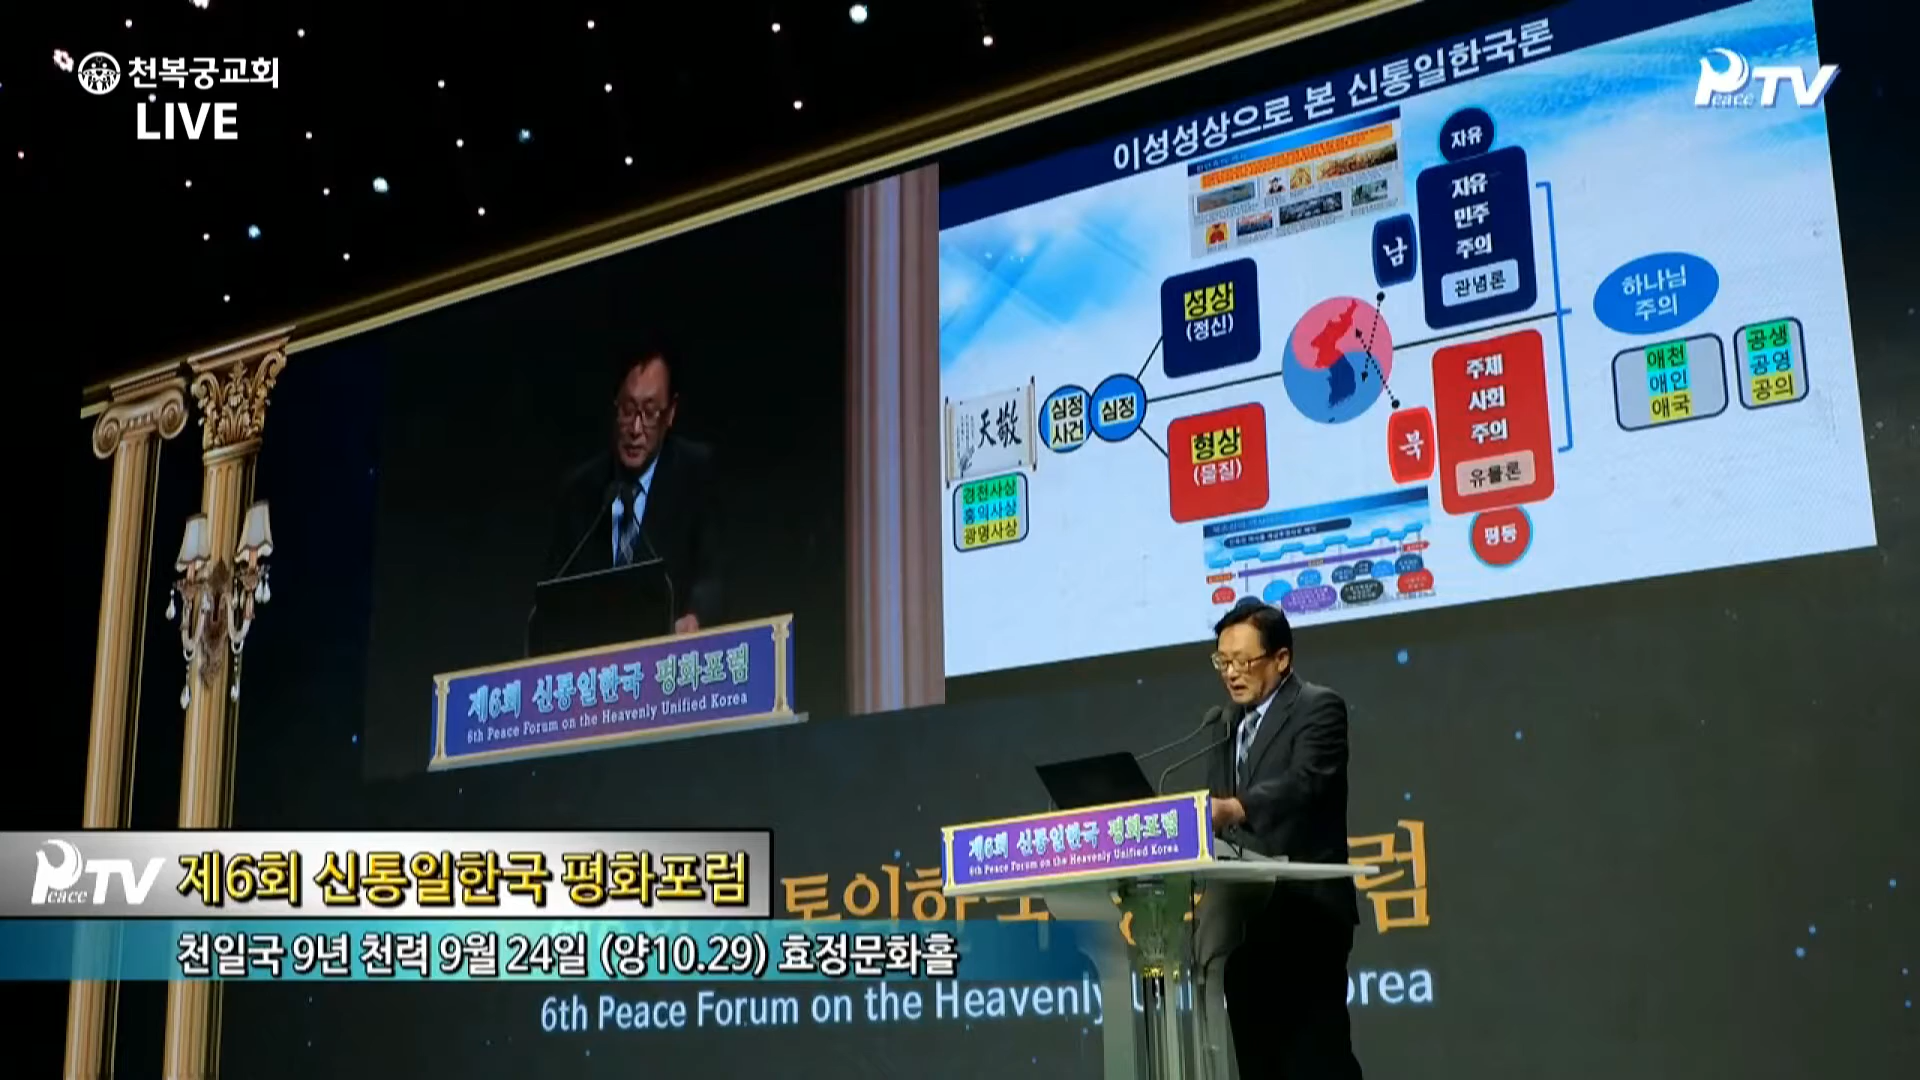 천복궁교회
LIVE
Peace TV
이성성상으로 본 신통일한국론
자유
자유
민주
주의
관념론
남
성상
(정신)
하나님
주의
애천
애인
애국
공생
공영
공의
天敬
심정
사건
심정
경천사상
홍익사상
광명사상
형상
(물질)
북
주체
사회
주의
유물론
평등
제6회 신통일한국 평화포럼
6th Peace Forum on the Heavenly Unified Korea
제6회 신통일한국 평화포럼
6th Peace Forum on the Heavenly Unified Korea
Peace TV 제6회 신통일한국 평화포럼
천일국 9년 천력 9월 24일 (양10.29) 효정문화홀
럼
6th Peace Forum on the Heavenly Korea